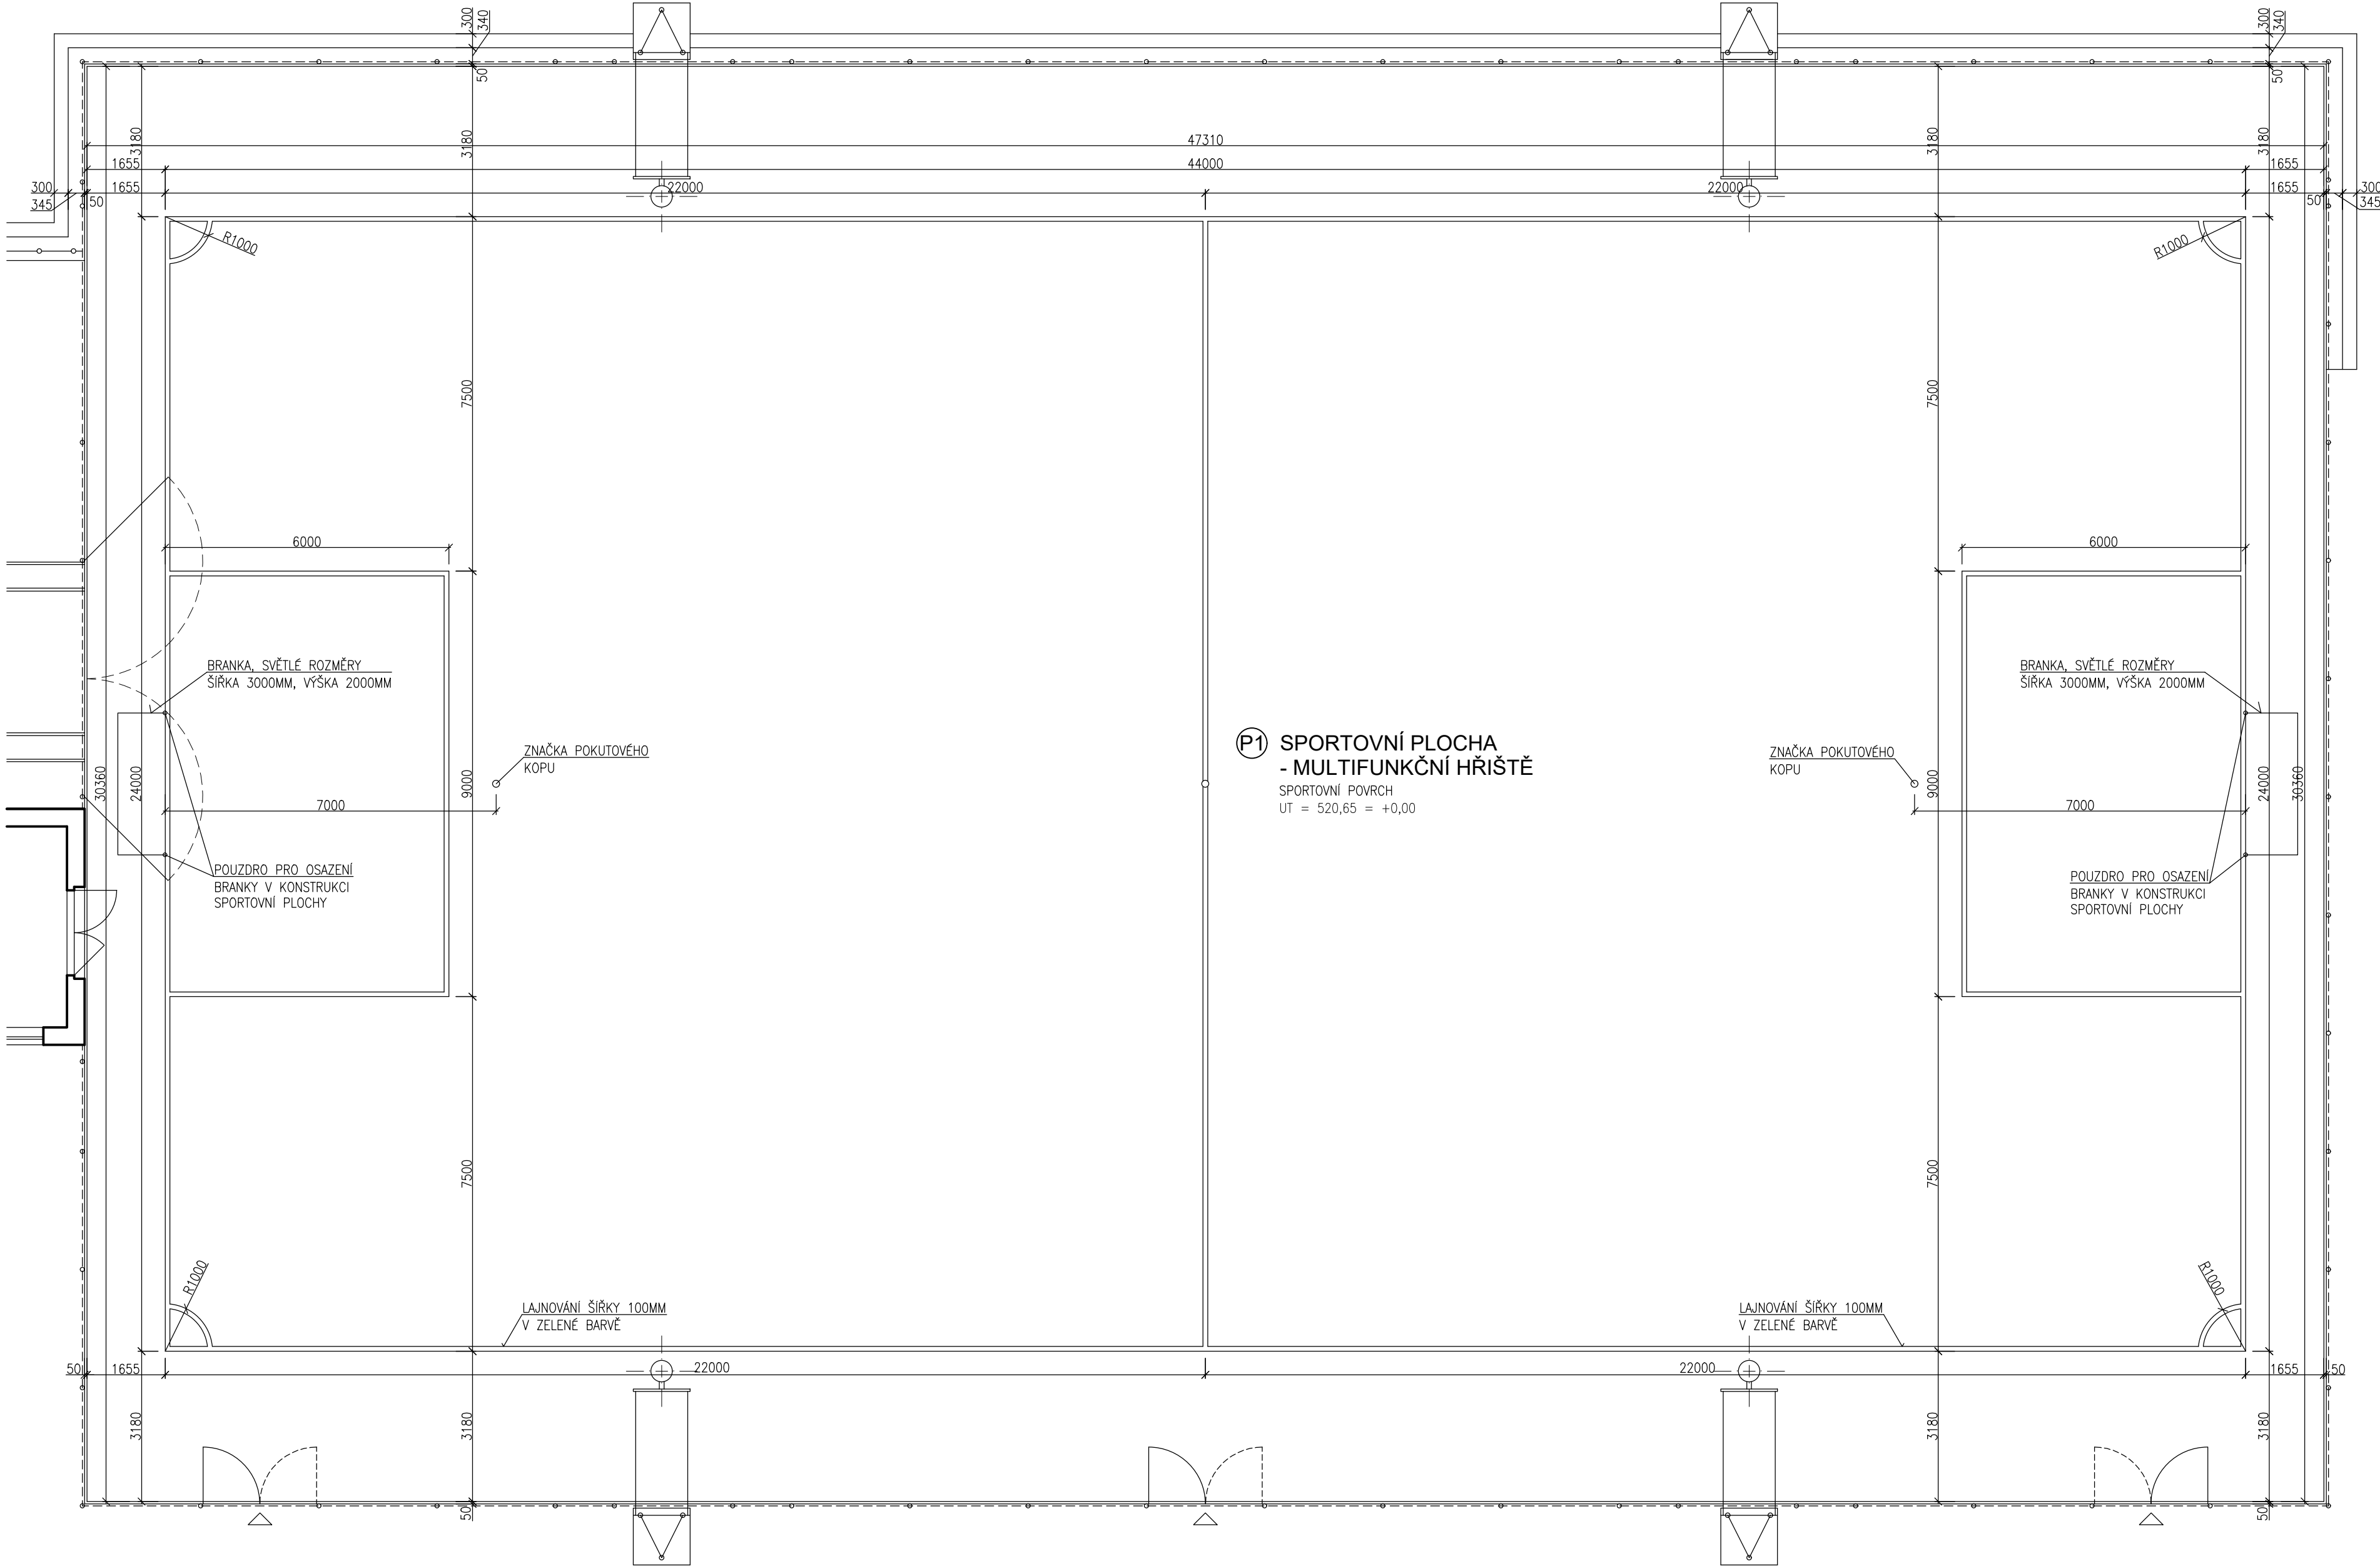 300
340
300
340
50
50
3180
3180
3180
3180
47310
1655
44000
1655
300
1655
22000
22000
1655
300
345
50
50
345
R1000
R1000
7500
7500
6000
6000
BRANKA, SVĚTLÉ ROZMĚRY
ŠÍŘKA 3000MM, VÝŠKA 2000MM
BRANKA, SVĚTLÉ ROZMĚRY
ŠÍŘKA 3000MM, VÝŠKA 2000MM
ZNAČKA POKUTOVÉHO
KOPU
P1 SPORTOVNÍ PLOCHA
- MULTIFUNKČNÍ HŘIŠTĚ
SPORTOVNÍ POVRCH
UT = 520,65 = +0,00
ZNAČKA POKUTOVÉHO
KOPU
30360
24000
9000
9000
24000
30360
7000
7000
POUZDRO PRO OSAZENÍ
BRANKY V KONSTRUKCI
SPORTOVNÍ PLOCHY
POUZDRO PRO OSAZENÍ
BRANKY V KONSTRUKCI
SPORTOVNÍ PLOCHY
7500
7500
R1000
R1000
LAJNOVÁNÍ ŠÍŘKY 100MM
V ZELENÉ BARVĚ
LAJNOVÁNÍ ŠÍŘKY 100MM
V ZELENÉ BARVĚ
50
1655
22000
22000
1655
50
3180
3180
3180
3180
50
50